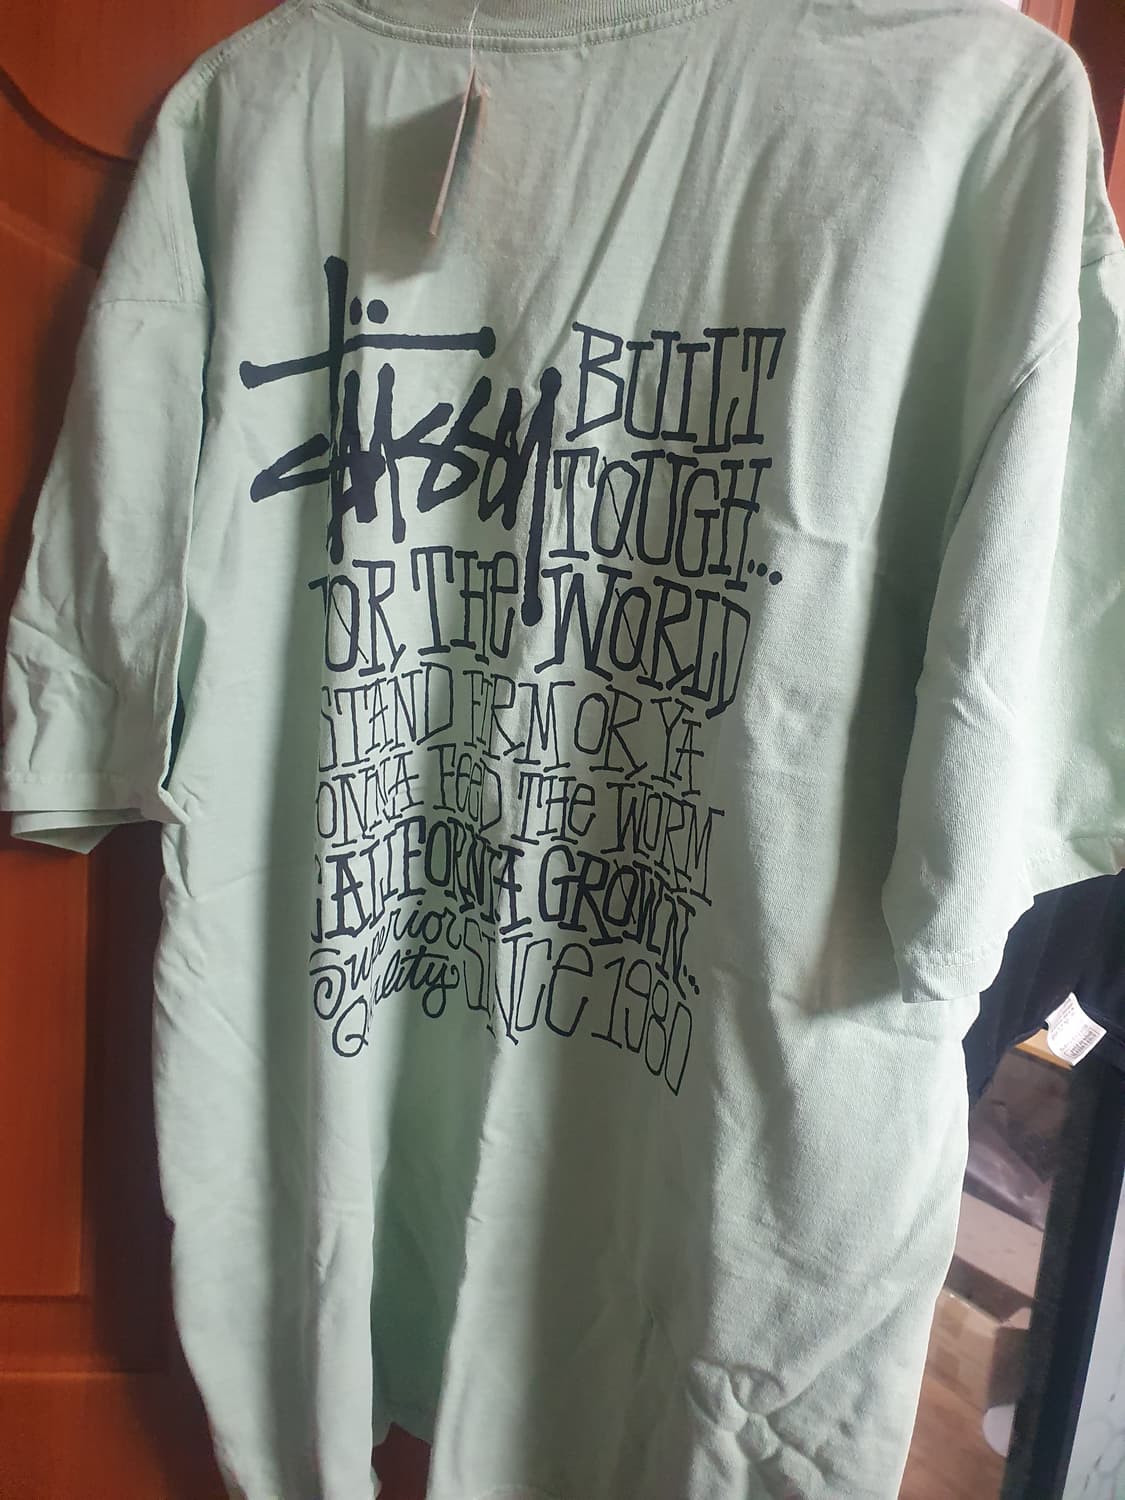 Stüssy BUILT
TOUGH...
FOR THE WORLD
STAND FIRM OR YA
ONNA FEED THE WORM
CALIFORNIA GROWN...
Superior
Quality SINCE 1980